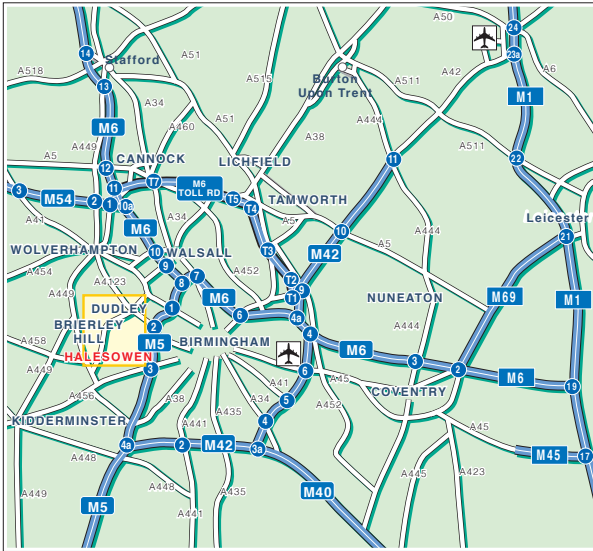 A50
24
14
Stafford
A51
23a
A518
A515
Burton
Upon Trent
A511
A42
A6
13
A34
M1
M6
A51
A444
A449
A460
A38
A5
12
CANNOCK
LICHFIELD
11
A511
22
3
11
T7
M6
TOLL RD
T5
TAMWORTH
M54
2
1
10a
T4
A41
M6
A34
A5
A444
Leicester
WOLVERHAMPTON
10
WALSALL
T3
M42
10
A5
21
A454
9
A452
A449
A4123
8
7
T2
9
M69
DUDLEY
1
M6
T1
NUNEATON
M1
BRIERLEY
HILL
2
6
4a
A458
M5
BIRMINGHAM
4
M6
HALESOWEN
3
A449
3
6
A45
2
M6
19
A456
A38
A41
COVENTRY
KIDDERMINSTER
A435
A34
5
A452
A441
4
A45
4a
2
M42
3a
M45
17
A448
A445
A423
A449
A448
M5
A435
M40
A441